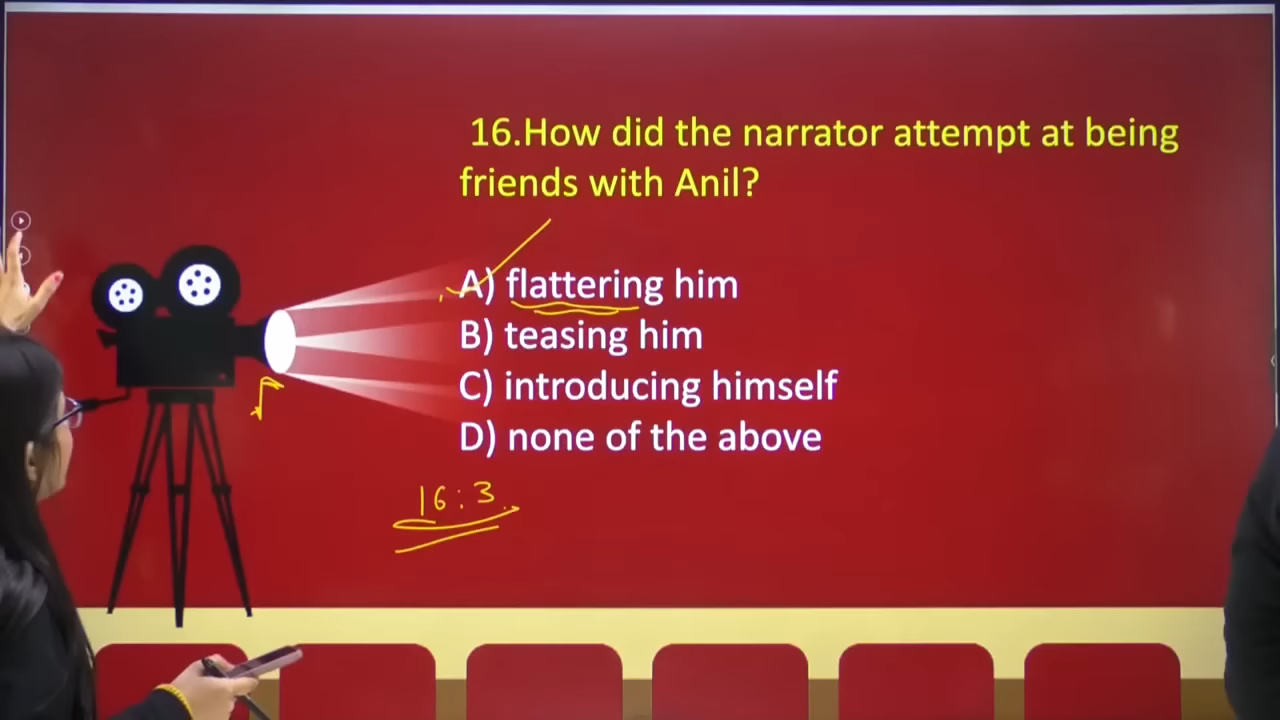 16.How did the narrator attempt at being
friends with Anil?
A) flattering him
B) teasing him
C) introducing himself
D) none of the above
16:3